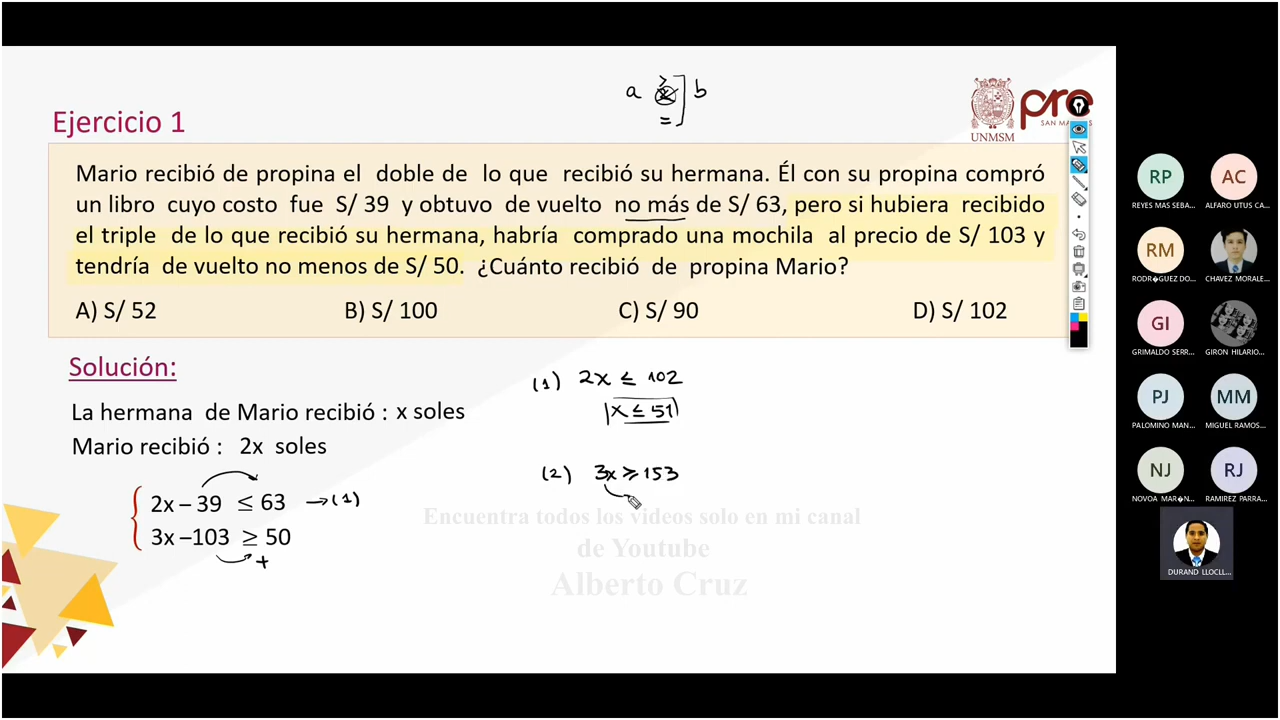 a > = b
Ejercicio 1
UNMSM
pre
SAN MA
Mario recibió de propina el doble de lo que recibió su hermana. Él con su propina compró
un libro cuyo costo fue S/ 39 y obtuvo de vuelto no más de S/ 63, pero si hubiera recibido
el triple de lo que recibió su hermana, habría comprado una mochila al precio de S/ 103 y
tendría de vuelto no menos de S/ 50. ¿Cuánto recibió de propina Mario?
A) S/ 52 B) S/ 100 C) S/ 90 D) S/ 102
Solución:
La hermana de Mario recibió : x soles
Mario recibió : 2x soles
2x – 39 ≤ 63 →(1)
3x –103 ≥ 50
+
(1) 2x ≤ 102
x ≤ 51
(2) 3x ≥ 153
Encuentra todos los videos solo en mi canal
de Youtube
Alberto Cruz
RP
REYES MAS SEBA...
AC
ALFARO UTUS CA...
RM
RODR�GUEZ DO...
CHAVEZ MORALE...
GI
GRIMALDO SERR...
GIRON HILARIO...
PJ
PALOMINO MAN...
MM
MIGUEL RAMOS...
NJ
NOVOA MAR�N...
RJ
RAMIREZ PARRA...
DURAND LLOCLL...